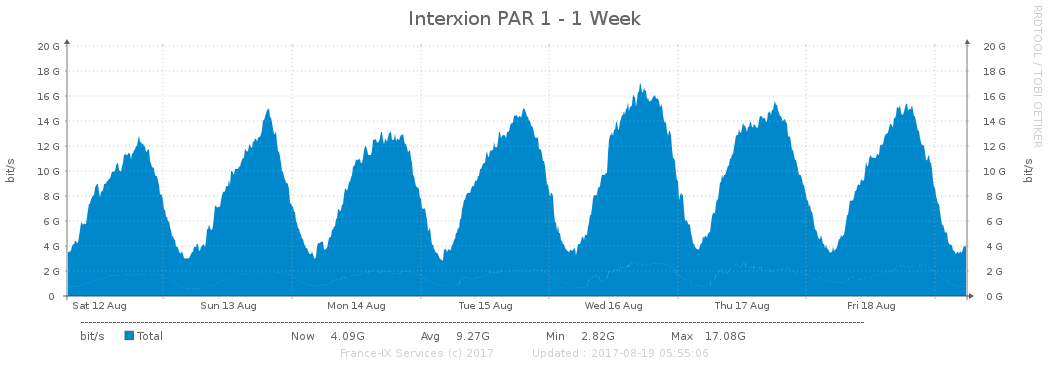 Interxion PAR 1 - 1 Week
RRDTOOL / TOBI OETIKER
bit/s
bit/s
20 G 20 G
18 G 18 G
16 G 16 G
14 G 14 G
12 G 12 G
10 G 10 G
8 G 8 G
6 G 6 G
4 G 4 G
2 G 2 G
0 0 G
Sat 12 Aug Sun 13 Aug Mon 14 Aug Tue 15 Aug Wed 16 Aug Thu 17 Aug Fri 18 Aug
bit/s Total Now 4.09G Avg 9.27G Min 2.82G Max 17.08G
France-IX Services (c) 2017 Updated : 2017-08-19 05:55:06